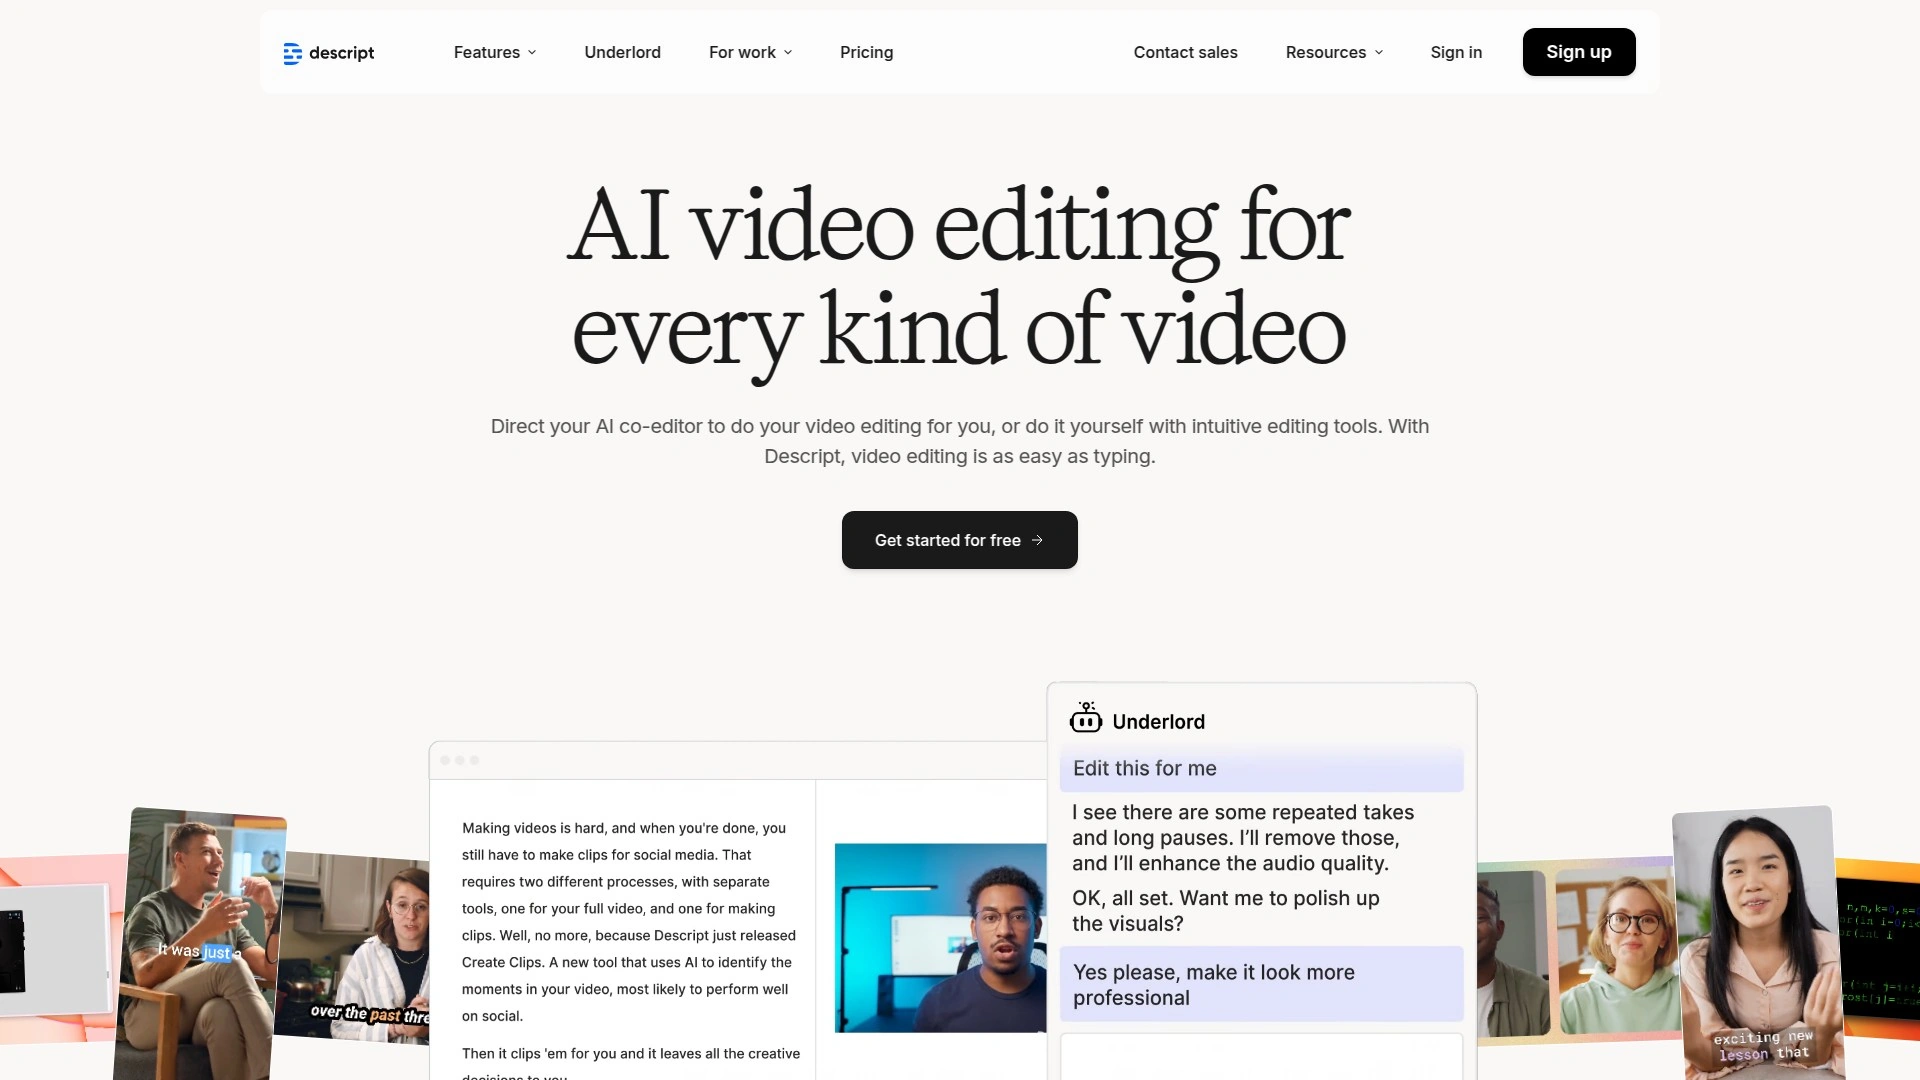 descript
Features
Underlord
For work
Pricing
Contact sales
Resources
Sign in
Sign up
AI video editing for
every kind of video
Direct your AI co-editor to do your video editing for you, or do it yourself with intuitive editing tools. With
Descript, video editing is as easy as typing.
Get started for free
Making videos is hard, and when you're done, you
still have to make clips for social media. That
requires two different processes, with separate
tools, one for your full video, and one for making
clips. Well, no more, because Descript just released
Create Clips. A new tool that uses AI to identify the
moments in your video, most likely to perform well
on social.
Then it clips 'em for you and it leaves all the creative
decisions to you.
Underlord
Edit this for me
I see there are some repeated takes
and long pauses. I’ll remove those,
and I’ll enhance the audio quality.
OK, all set. Want me to polish up
the visuals?
Yes please, make it look more
professional
It was just a
over the past
exciting new
lesson that